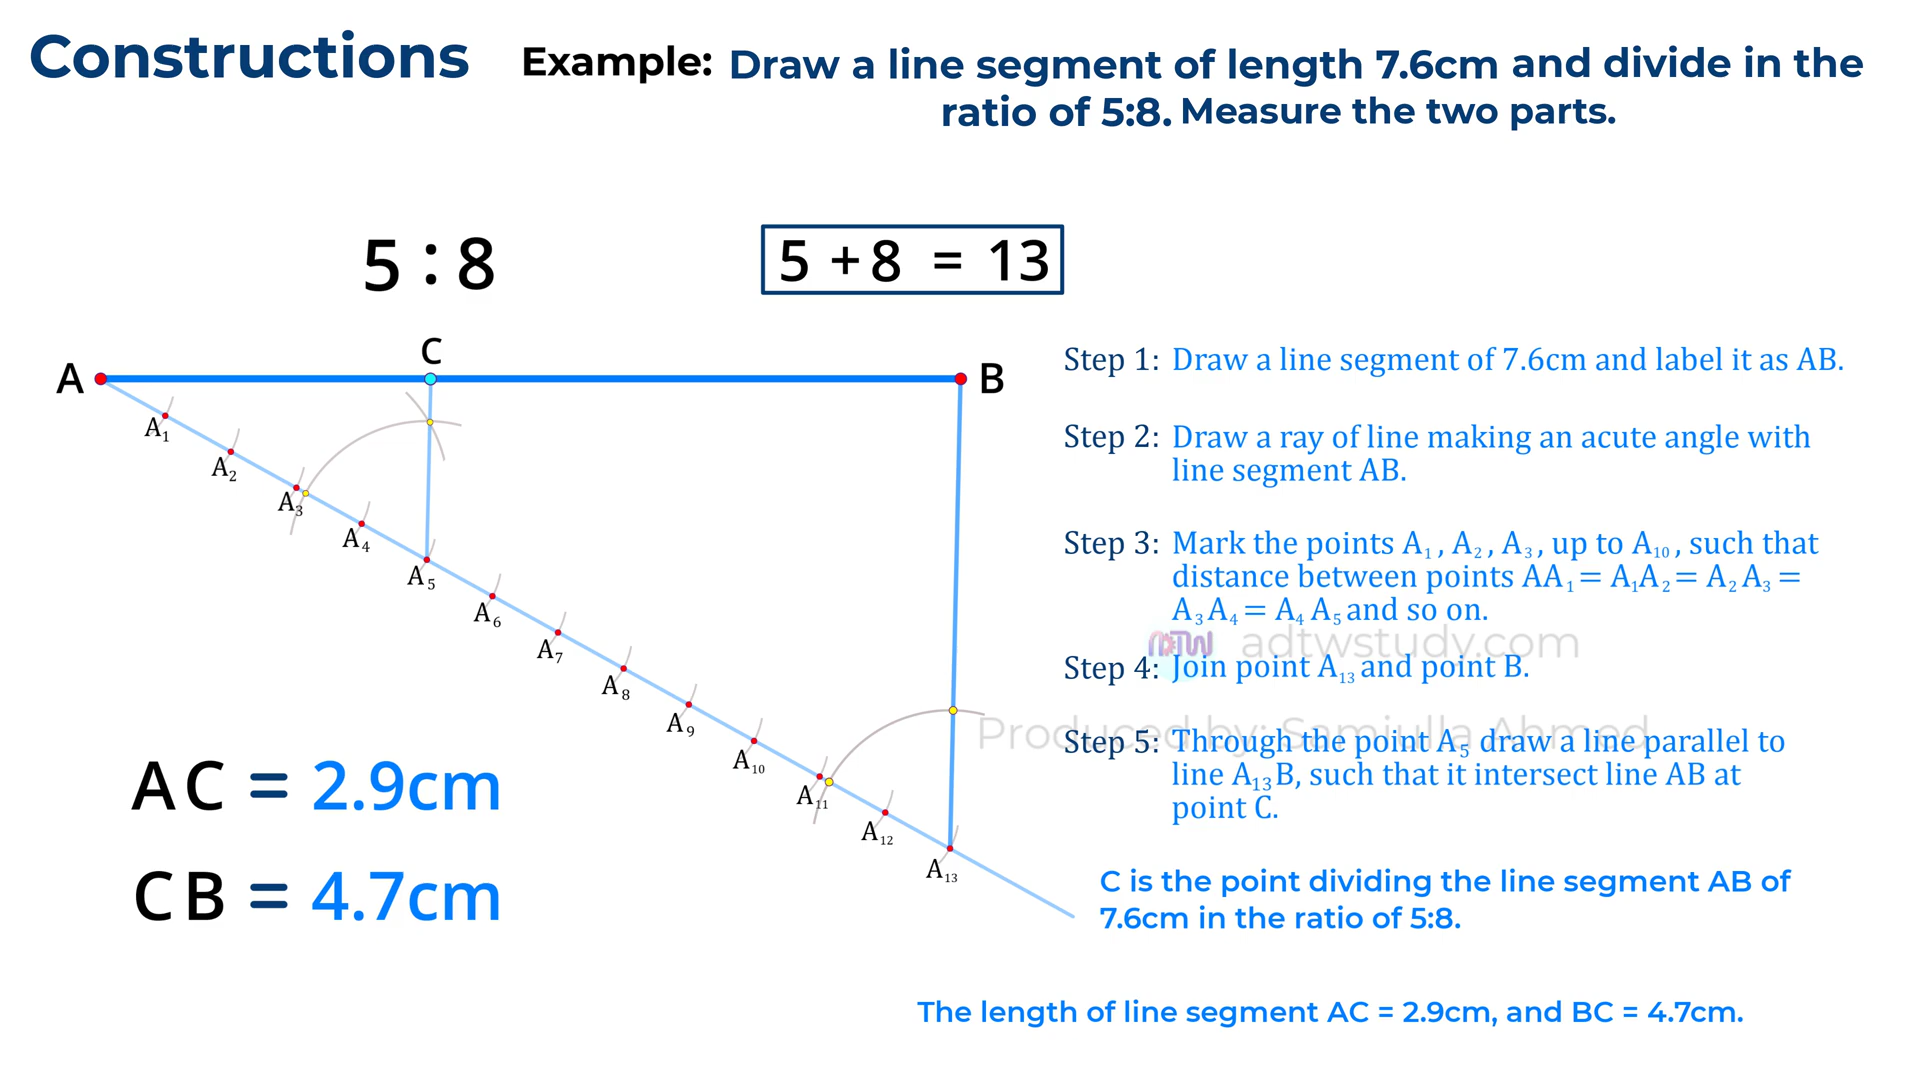 Constructions
Example: Draw a line segment of length 7.6cm and divide in the
ratio of 5:8. Measure the two parts.
5 : 8
5 + 8 = 13
A
C
B
A₁
A₂
A₃
A₄
A₅
A₆
A₇
A₈
A₉
A₁₀
A₁₁
A₁₂
A₁₃
AC = 2.9cm
CB = 4.7cm
Step 1: Draw a line segment of 7.6cm and label it as AB.
Step 2: Draw a ray of line making an acute angle with
line segment AB.
Step 3: Mark the points A₁, A₂, A₃, up to A₁₀, such that
distance between points AA₁ = A₁A₂ = A₂A₃ =
A₃A₄ = A₄A₅ and so on.
ADTW adtwstudy.com
Step 4: Join point A₁₃ and point B.
Produced by: Samiulla Ahmed
Step 5: Through the point A₅ draw a line parallel to
line A₁₃B, such that it intersect line AB at
point C.
C is the point dividing the line segment AB of
7.6cm in the ratio of 5:8.
The length of line segment AC = 2.9cm, and BC = 4.7cm.